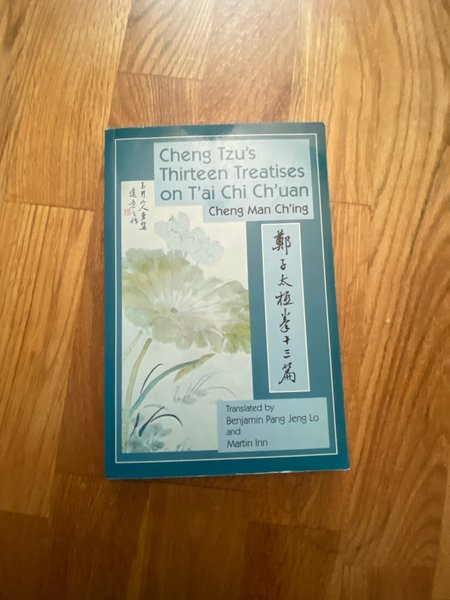 Cheng Tzu's
Thirteen Treatises
on T'ai Chi Ch'uan
Cheng Man Ch'ing
鄭子太極拳十三篇
Translated by
Benjamin Pang Jeng Lo
and
Martin Inn